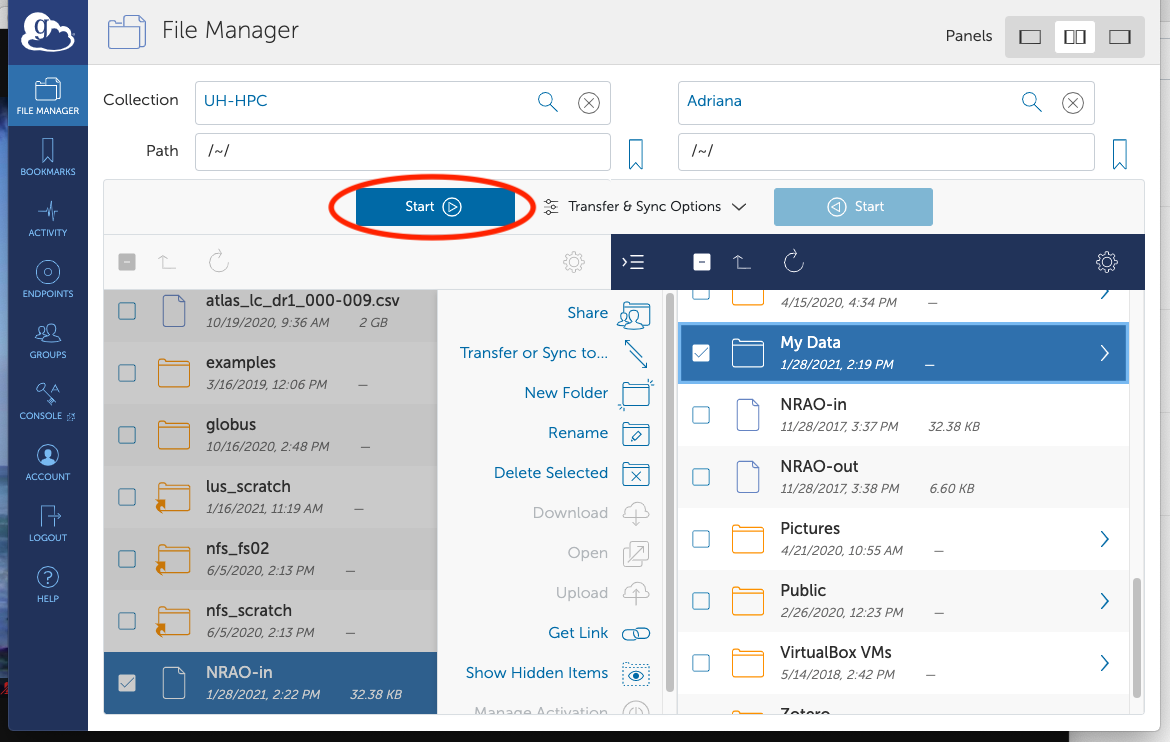 g
File Manager
Panels
FILE MANAGER
BOOKMARKS
ACTIVITY
ENDPOINTS
GROUPS
CONSOLE
ACCOUNT
LOGOUT
?
HELP
Collection
UH-HPC
Adriana
Path
/~/
/~/
Start
Transfer & Sync Options
Start
atlas_lc_dr1_000-009.csv
10/19/2020, 9:36 AM 2 GB
examples
3/16/2019, 12:06 PM —
globus
10/16/2020, 2:48 PM —
lus_scratch
1/16/2021, 11:19 AM —
nfs_fs02
6/5/2020, 2:13 PM —
nfs_scratch
6/5/2020, 2:13 PM —
NRAO-in
1/28/2021, 2:22 PM 32.38 KB
Share
Transfer or Sync to...
New Folder
Rename
Delete Selected
Download
Open
Upload
Get Link
Show Hidden Items
Manage Activation
4/15/2020, 4:34 PM —
My Data
1/28/2021, 2:19 PM —
NRAO-in
11/28/2017, 3:37 PM 32.38 KB
NRAO-out
11/28/2017, 3:38 PM 6.60 KB
Pictures
4/21/2020, 10:55 AM —
Public
2/26/2020, 12:23 PM —
VirtualBox VMs
5/14/2018, 2:42 PM —
Zotero